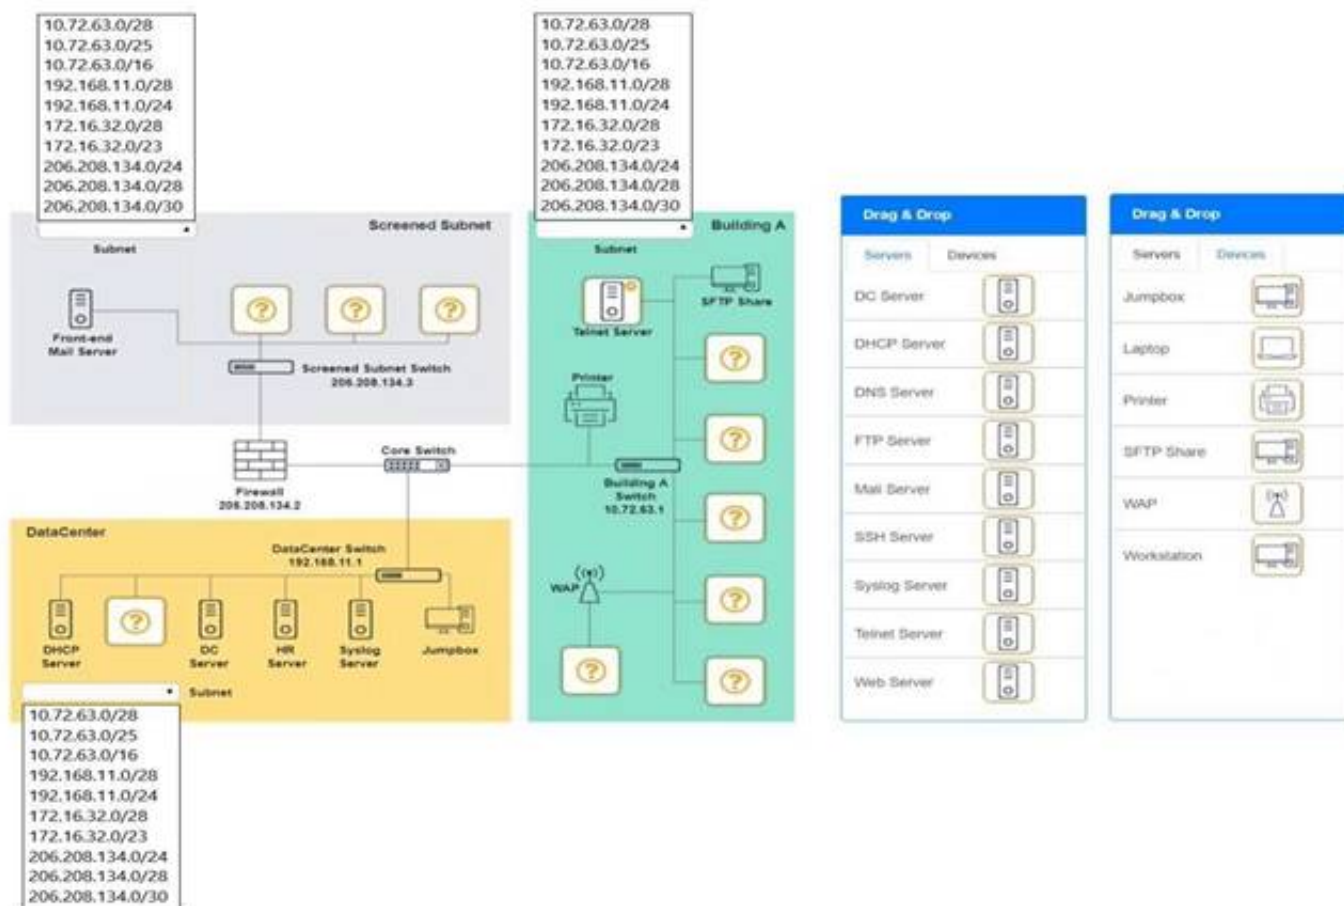 10.72.63.0/28
10.72.63.0/25
10.72.63.0/16
192.168.11.0/28
192.168.11.0/24
172.16.32.0/28
172.16.32.0/23
206.208.134.0/24
206.208.134.0/28
206.208.134.0/30
Subnet
Screened Subnet
Front-end
Mail Server
?
?
?
Screened Subnet Switch
206.208.134.3
Firewall
206.208.134.2
Core Switch
10.72.63.0/28
10.72.63.0/25
10.72.63.0/16
192.168.11.0/28
192.168.11.0/24
172.16.32.0/28
172.16.32.0/23
206.208.134.0/24
206.208.134.0/28
206.208.134.0/30
Subnet
Building A
Telnet Server
SFTP Share
Printer
?
?
Building A
Switch
10.72.63.1
?
WAP
?
?
?
DataCenter
DataCenter Switch
192.168.11.1
DHCP
Server
?
DC
Server
HR
Server
Syslog
Server
Jumpbox
Subnet
10.72.63.0/28
10.72.63.0/25
10.72.63.0/16
192.168.11.0/28
192.168.11.0/24
172.16.32.0/28
172.16.32.0/23
206.208.134.0/24
206.208.134.0/28
206.208.134.0/30
Drag & Drop
Servers Devices
DC Server
DHCP Server
DNS Server
FTP Server
Mail Server
SSH Server
Syslog Server
Telnet Server
Web Server
Drag & Drop
Servers Devices
Jumpbox
Laptop
Printer
SFTP Share
WAP
Workstation